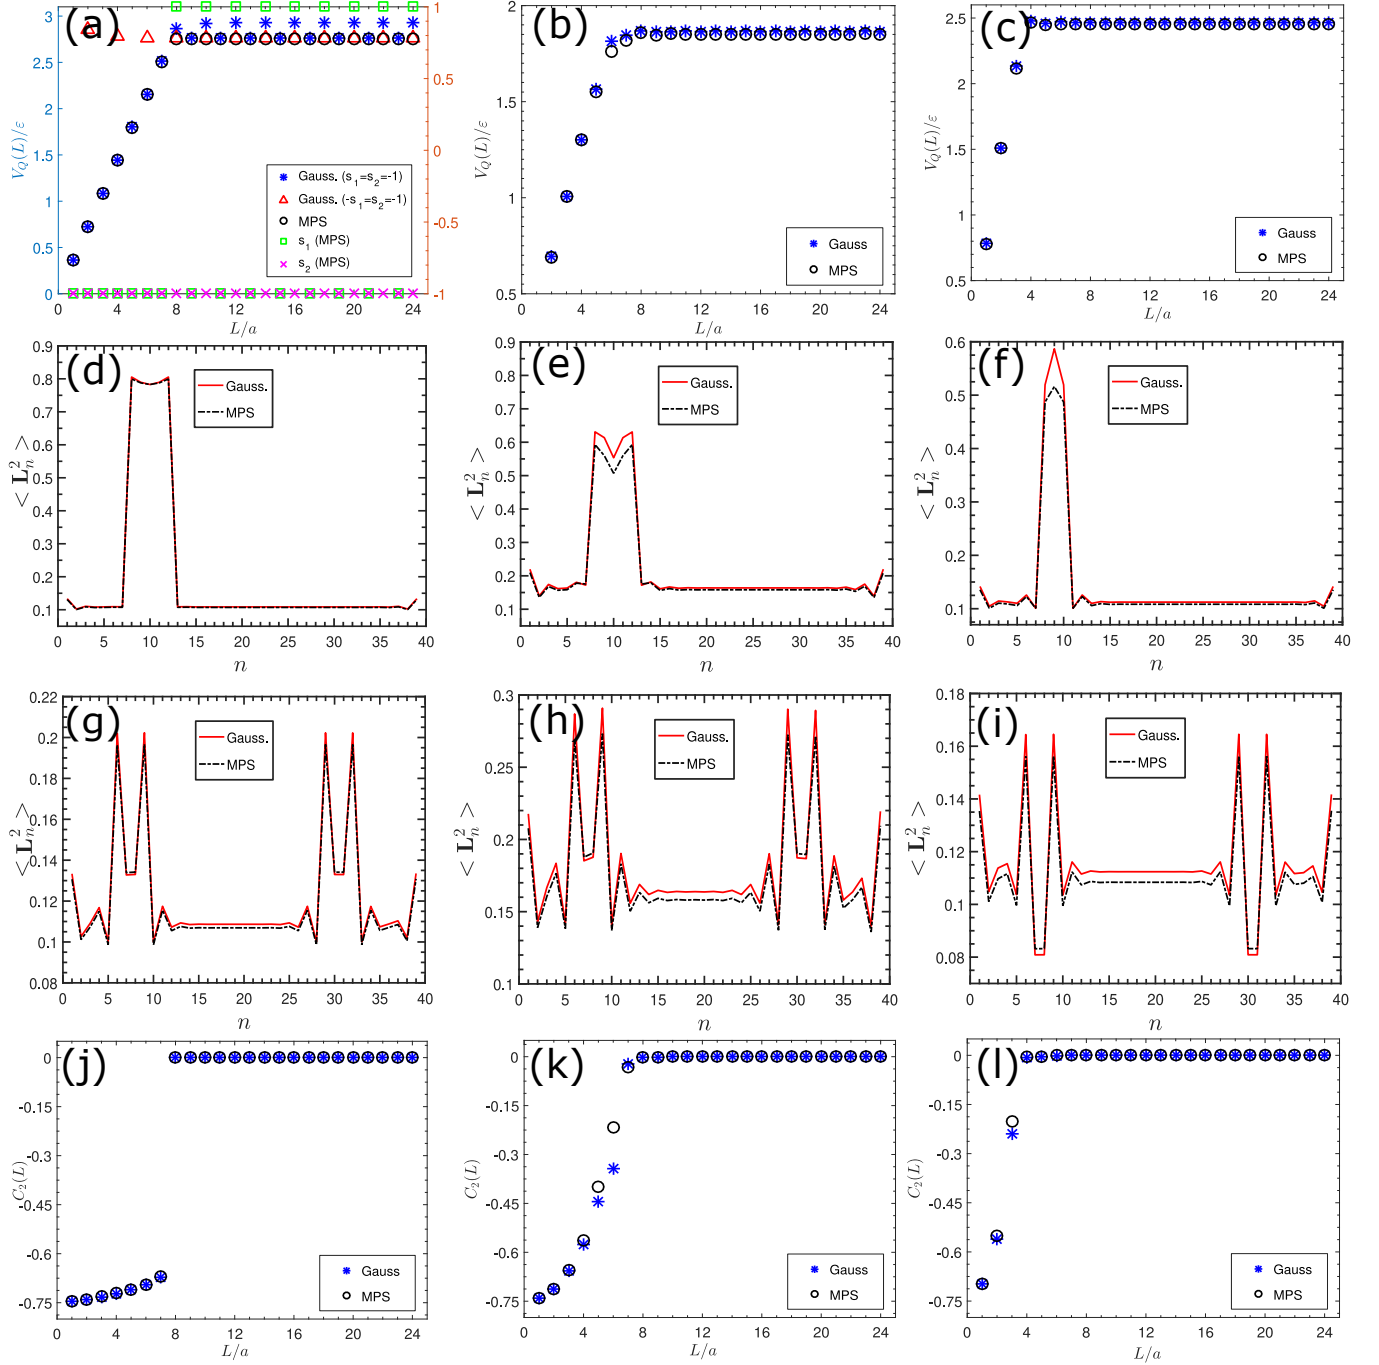 (a)
3
2.5
2
1.5
1
0.5
0
1
0.5
0
-0.5
-1
V_Q(L)/ε
Gauss. (s_1=s_2=-1)
Gauss. (-s_1=s_2=-1)
MPS
s_1 (MPS)
s_2 (MPS)
0 4 8 12 16 20 24
L/a
(b)
2
1.5
1
0.5
V_Q(L)/ε
Gauss
MPS
0 4 8 12 16 20 24
L/a
(c)
2.5
2
1.5
1
0.5
V_Q(L)/ε
Gauss
MPS
0 4 8 12 16 20 24
L/a
(d)
0.9
0.8
0.7
0.6
0.5
0.4
0.3
0.2
0.1
< L_n^2 >
Gauss.
MPS
0 5 10 15 20 25 30 35 40
n
(e)
0.9
0.8
0.7
0.6
0.5
0.4
0.3
0.2
0.1
< L_n^2 >
Gauss.
MPS
0 5 10 15 20 25 30 35 40
n
(f)
0.6
0.5
0.4
0.3
0.2
0.1
< L_n^2 >
Gauss.
MPS
0 5 10 15 20 25 30 35 40
n
(g)
0.22
0.2
0.18
0.16
0.14
0.12
0.1
0.08
< L_n^2 >
Gauss.
MPS
0 5 10 15 20 25 30 35 40
n
(h)
0.3
0.25
0.2
0.15
0.1
< L_n^2 >
Gauss.
MPS
0 5 10 15 20 25 30 35 40
n
(i)
0.18
0.16
0.14
0.12
0.1
0.08
< L_n^2 >
Gauss.
MPS
0 5 10 15 20 25 30 35 40
n
(j)
0
-0.15
-0.3
-0.45
-0.6
-0.75
C_2(L)
Gauss
MPS
0 4 8 12 16 20 24
L/a
(k)
0
-0.15
-0.3
-0.45
-0.6
-0.75
C_2(L)
Gauss
MPS
0 4 8 12 16 20 24
L/a
(l)
0
-0.15
-0.3
-0.45
-0.6
-0.75
C_2(L)
Gauss
MPS
0 4 8 12 16 20 24
L/a